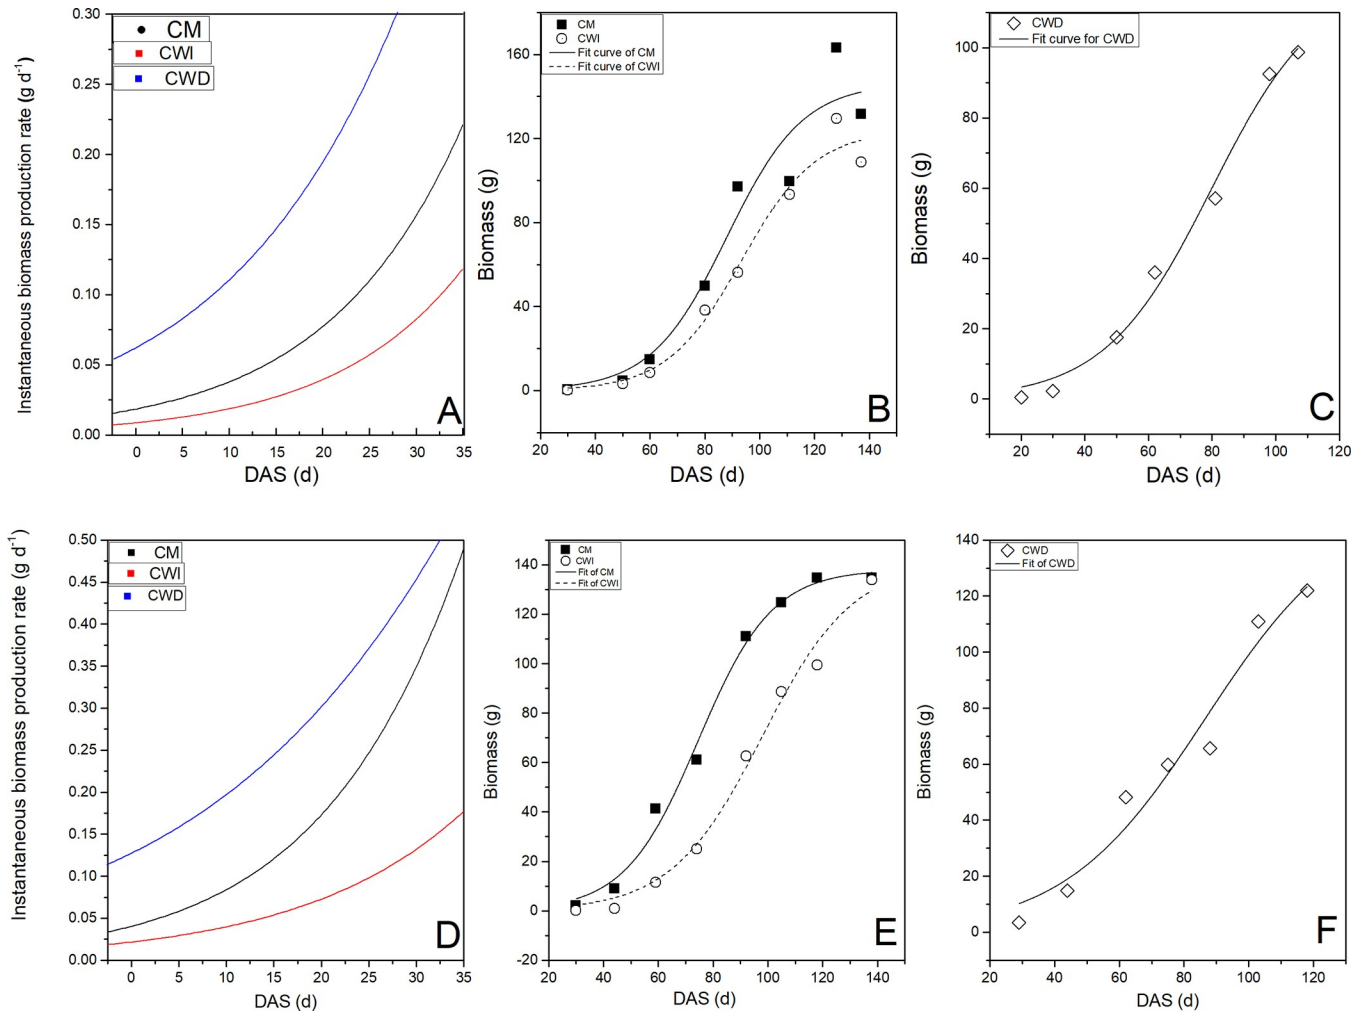 Instantaneous biomass production rate (g d⁻¹)
0.30
0.25
0.20
0.15
0.10
0.05
0.00
CM
CWI
CWD
A
0 5 10 15 20 25 30 35
DAS (d)
Biomass (g)
160
120
80
40
0
CM
CWI
Fit curve of CM
Fit curve of CWI
B
20 40 60 80 100 120 140
DAS (d)
Biomass (g)
100
80
60
40
20
0
CWD
Fit curve for CWD
C
20 40 60 80 100 120
DAS (d)
Instantaneous biomass production rate (g d⁻¹)
0.50
0.45
0.40
0.35
0.30
0.25
0.20
0.15
0.10
0.05
0.00
CM
CWI
CWD
D
0 5 10 15 20 25 30 35
DAS (d)
Biomass (g)
140
120
100
80
60
40
20
0
-20
CM
CWI
Fit of CM
Fit of CWI
E
20 40 60 80 100 120 140
DAS (d)
Biomass (g)
140
120
100
80
60
40
20
0
CWD
Fit of CWD
F
20 40 60 80 100 120
DAS (d)